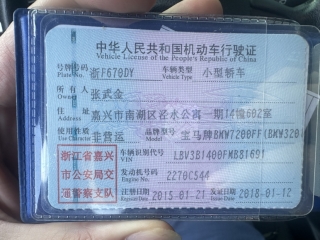 中华人民共和国机动车行驶证
Vehicle License of the People's Republic of China
号牌号码 浙F670DY 车辆类型 小型轿车
Plate No. Vehicle Type
所有人 张武金
Owner
住址 嘉兴市南湖区径水公寓一期14幢602室
Address
使用性质 非营运 品牌型号 宝马牌BMW7200FF(BMW320i
Use Character Model
浙江省嘉兴市公安局交通警察支队
车辆识别代号 LBV3B1400FMB81691
VIN
发动机号码 2270C544
Engine No.
注册日期 2015-01-21 发证日期 2018-01-12
Register Date Issue Date